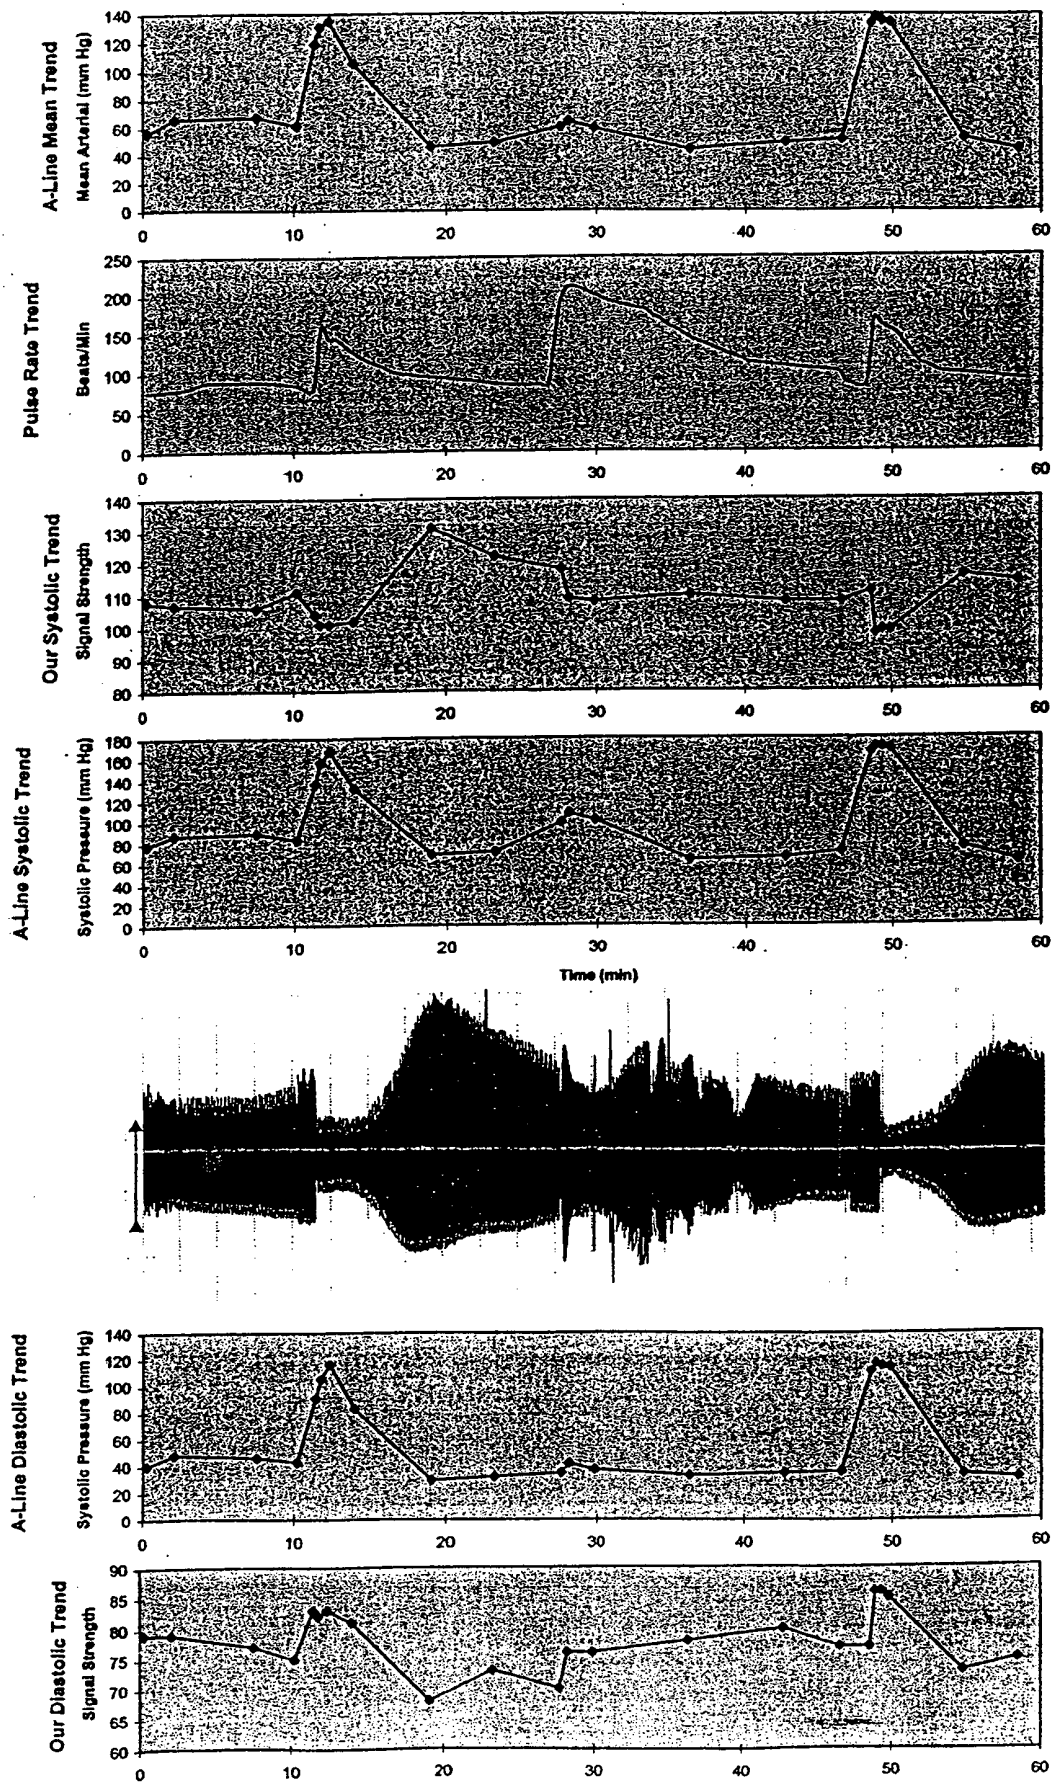 A-Line Mean Trend
Mean Arterial (mm Hg)
140
120
100
80
60
40
20
0
0 10 20 30 40 50 60
Pulse Rate Trend
Beats/Min
250
200
150
100
50
0
0 10 20 30 40 50 60
Our Systolic Trend
Signal Strength
140
130
120
110
100
90
80
0 10 20 30 40 50 60
A-Line Systolic Trend
Systolic Pressure (mm Hg)
180
160
140
120
100
80
60
40
20
0
0 10 20 30 40 50 60
Time (min)
A-Line Diastolic Trend
Systolic Pressure (mm Hg)
140
120
100
80
60
40
20
0
0 10 20 30 40 50 60
Our Diastolic Trend
Signal Strength
90
85
80
75
70
65
60
0 10 20 30 40 50 60